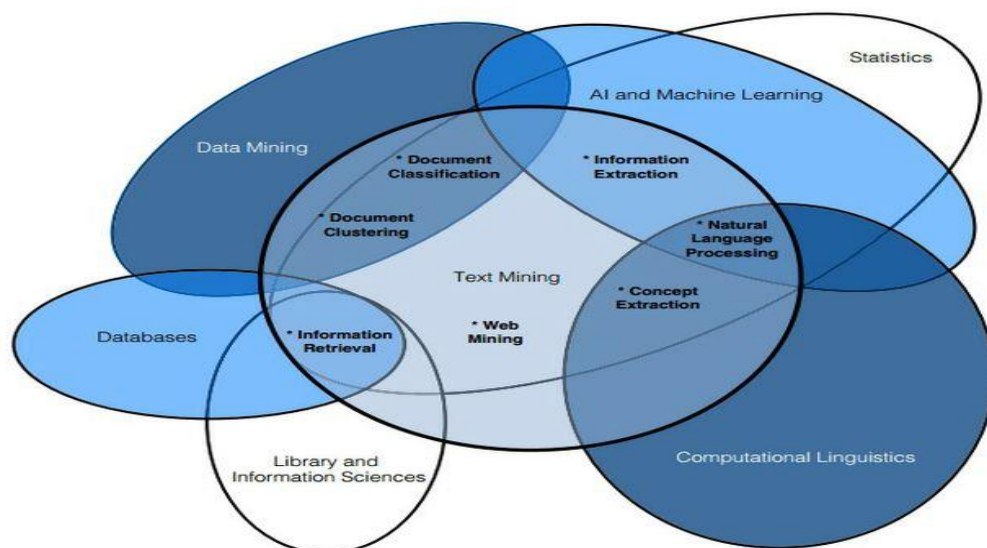 Statistics
AI and Machine Learning
Data Mining
* Document
Classification
* Information
Extraction
* Document
Clustering
* Natural
Language
Processing
Text Mining
* Concept
Extraction
Databases
* Information
Retrieval
* Web
Mining
Library and
Information Sciences
Computational Linguistics